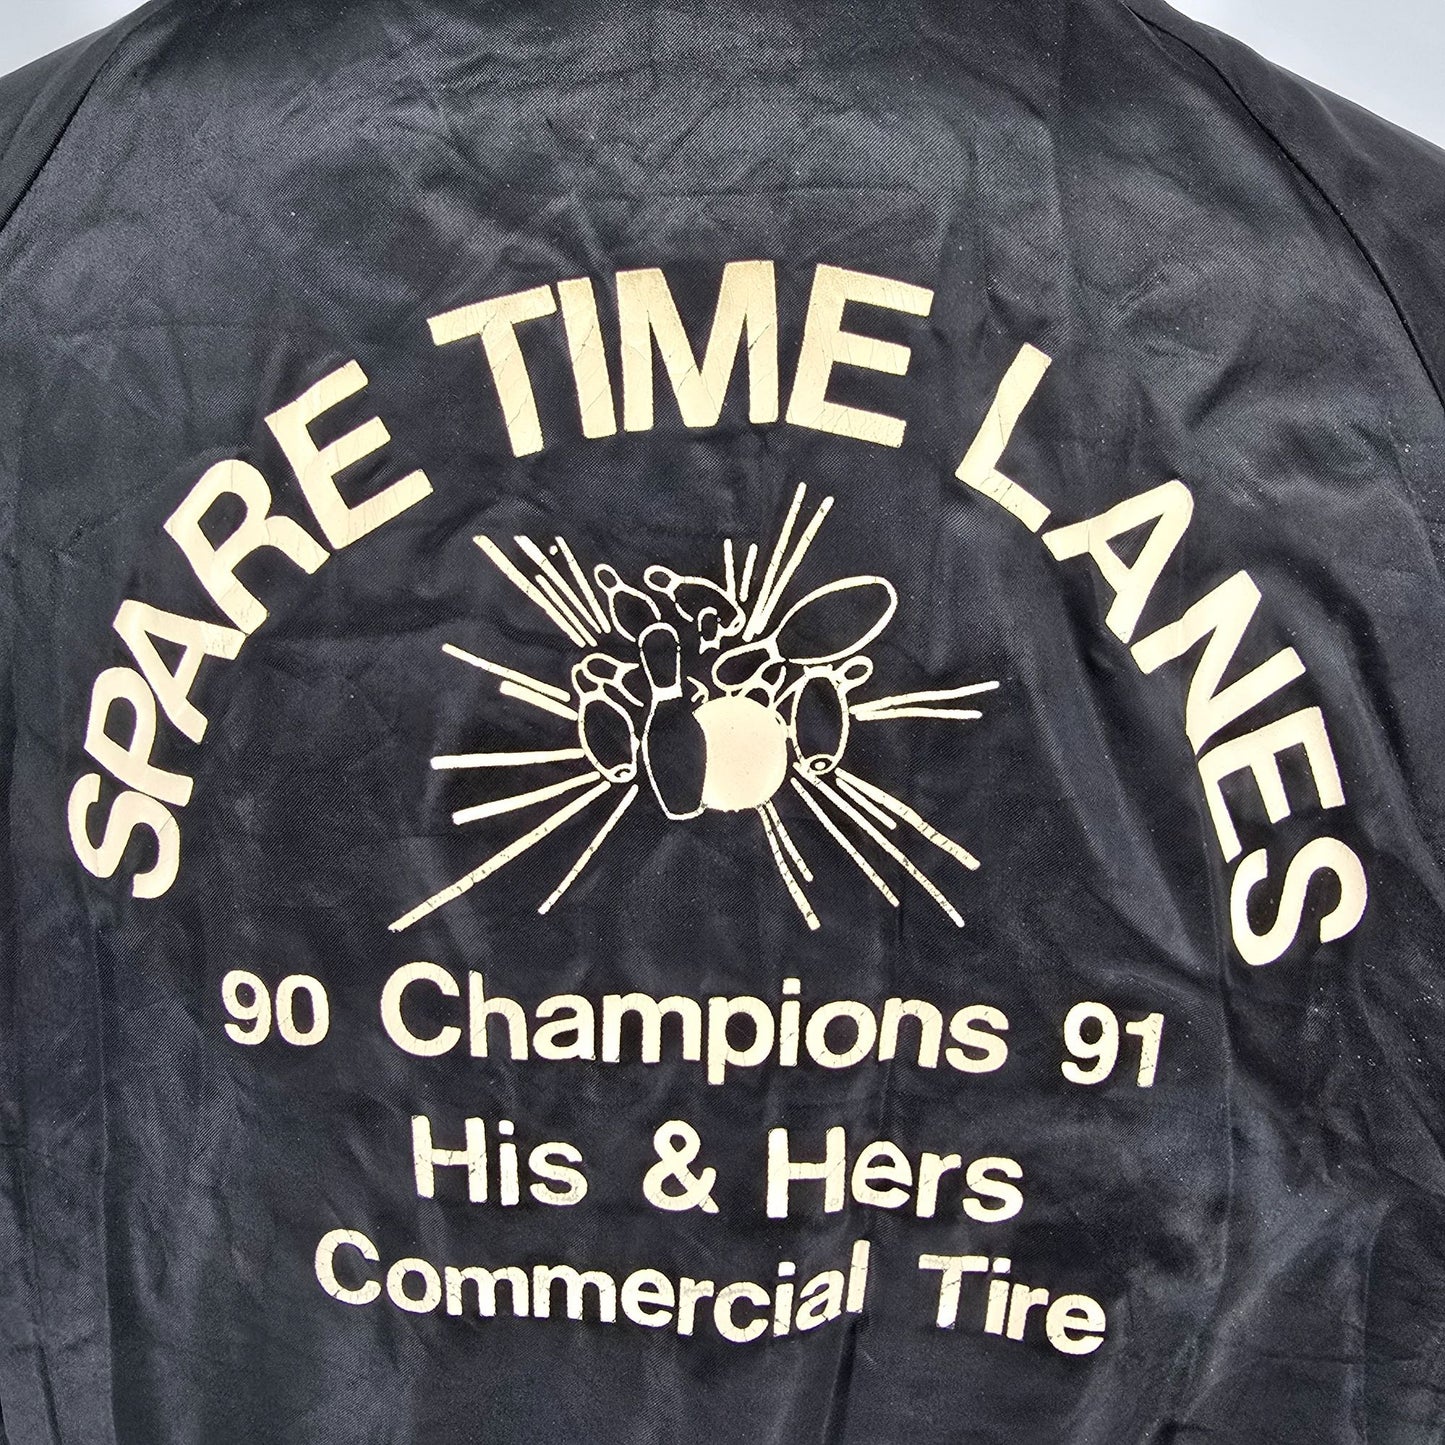 SPARE TIME LANES
90 Champions 91
His & Hers
Commercial Tire